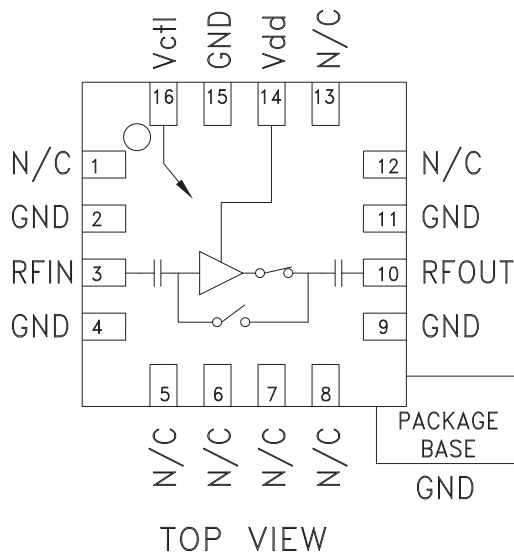 Vctl GND Vdd N/C
16 15 14 13
N/C 1 12 N/C
GND 2 11 GND
RFIN 3 10 RFOUT
GND 4 9 GND
5 6 7 8
N/C N/C N/C N/C
PACKAGE
BASE
GND
TOP VIEW